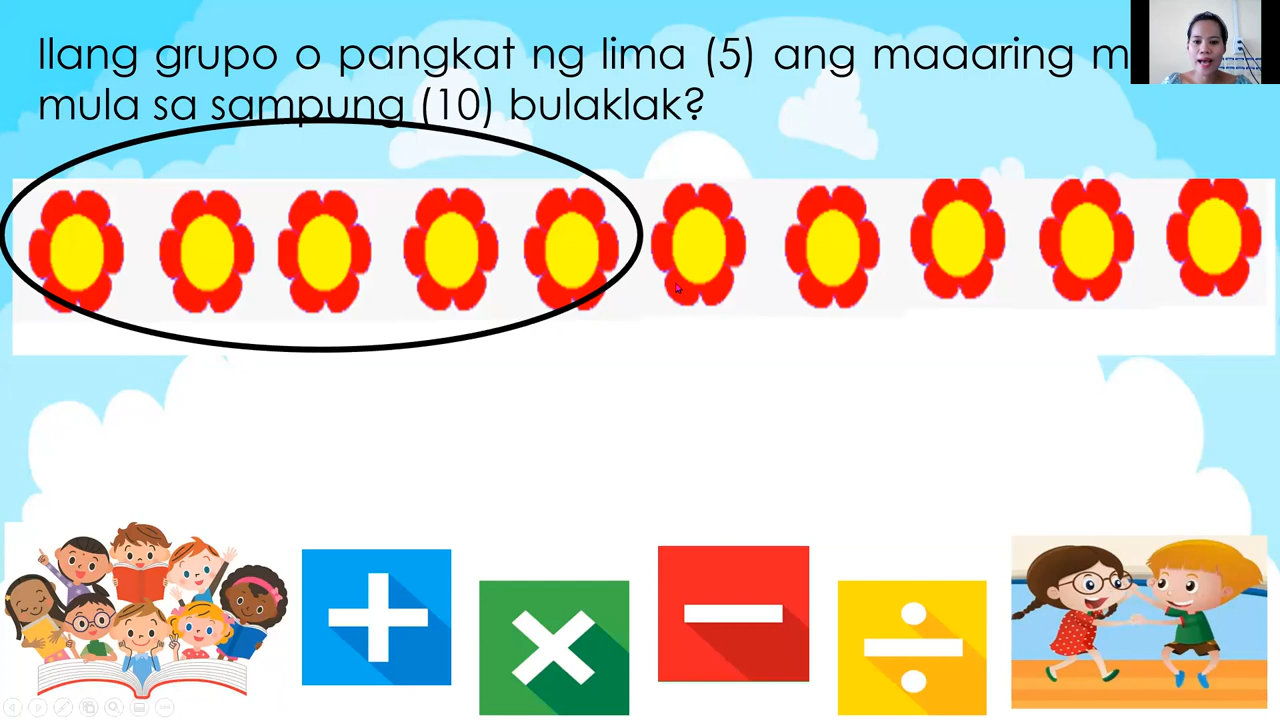 Ilang grupo o pangkat ng lima (5) ang maaaring
mula sa sampung (10) bulaklak?